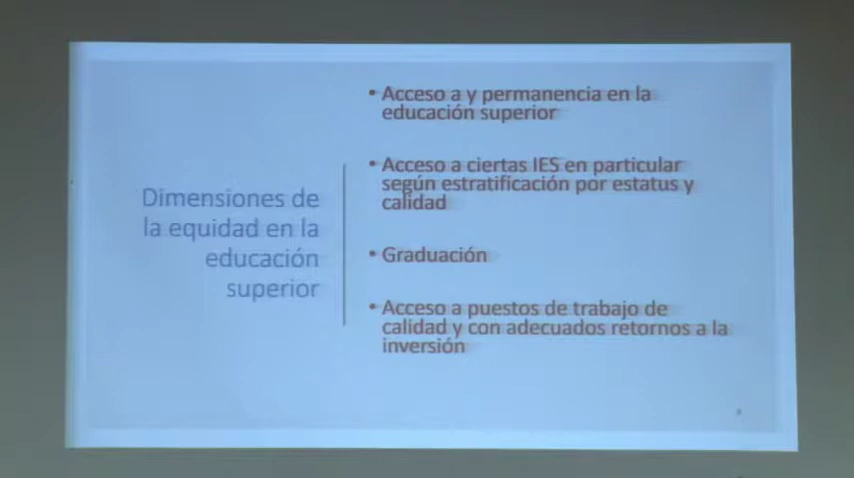 Dimensiones de
la equidad en la
educación
superior
• Acceso a y permanencia en la
educación superior
• Acceso a ciertas IES en particular
según estratificación por estatus y
calidad
• Graduación
• Acceso a puestos de trabajo de
calidad y con adecuados retornos a la
inversión